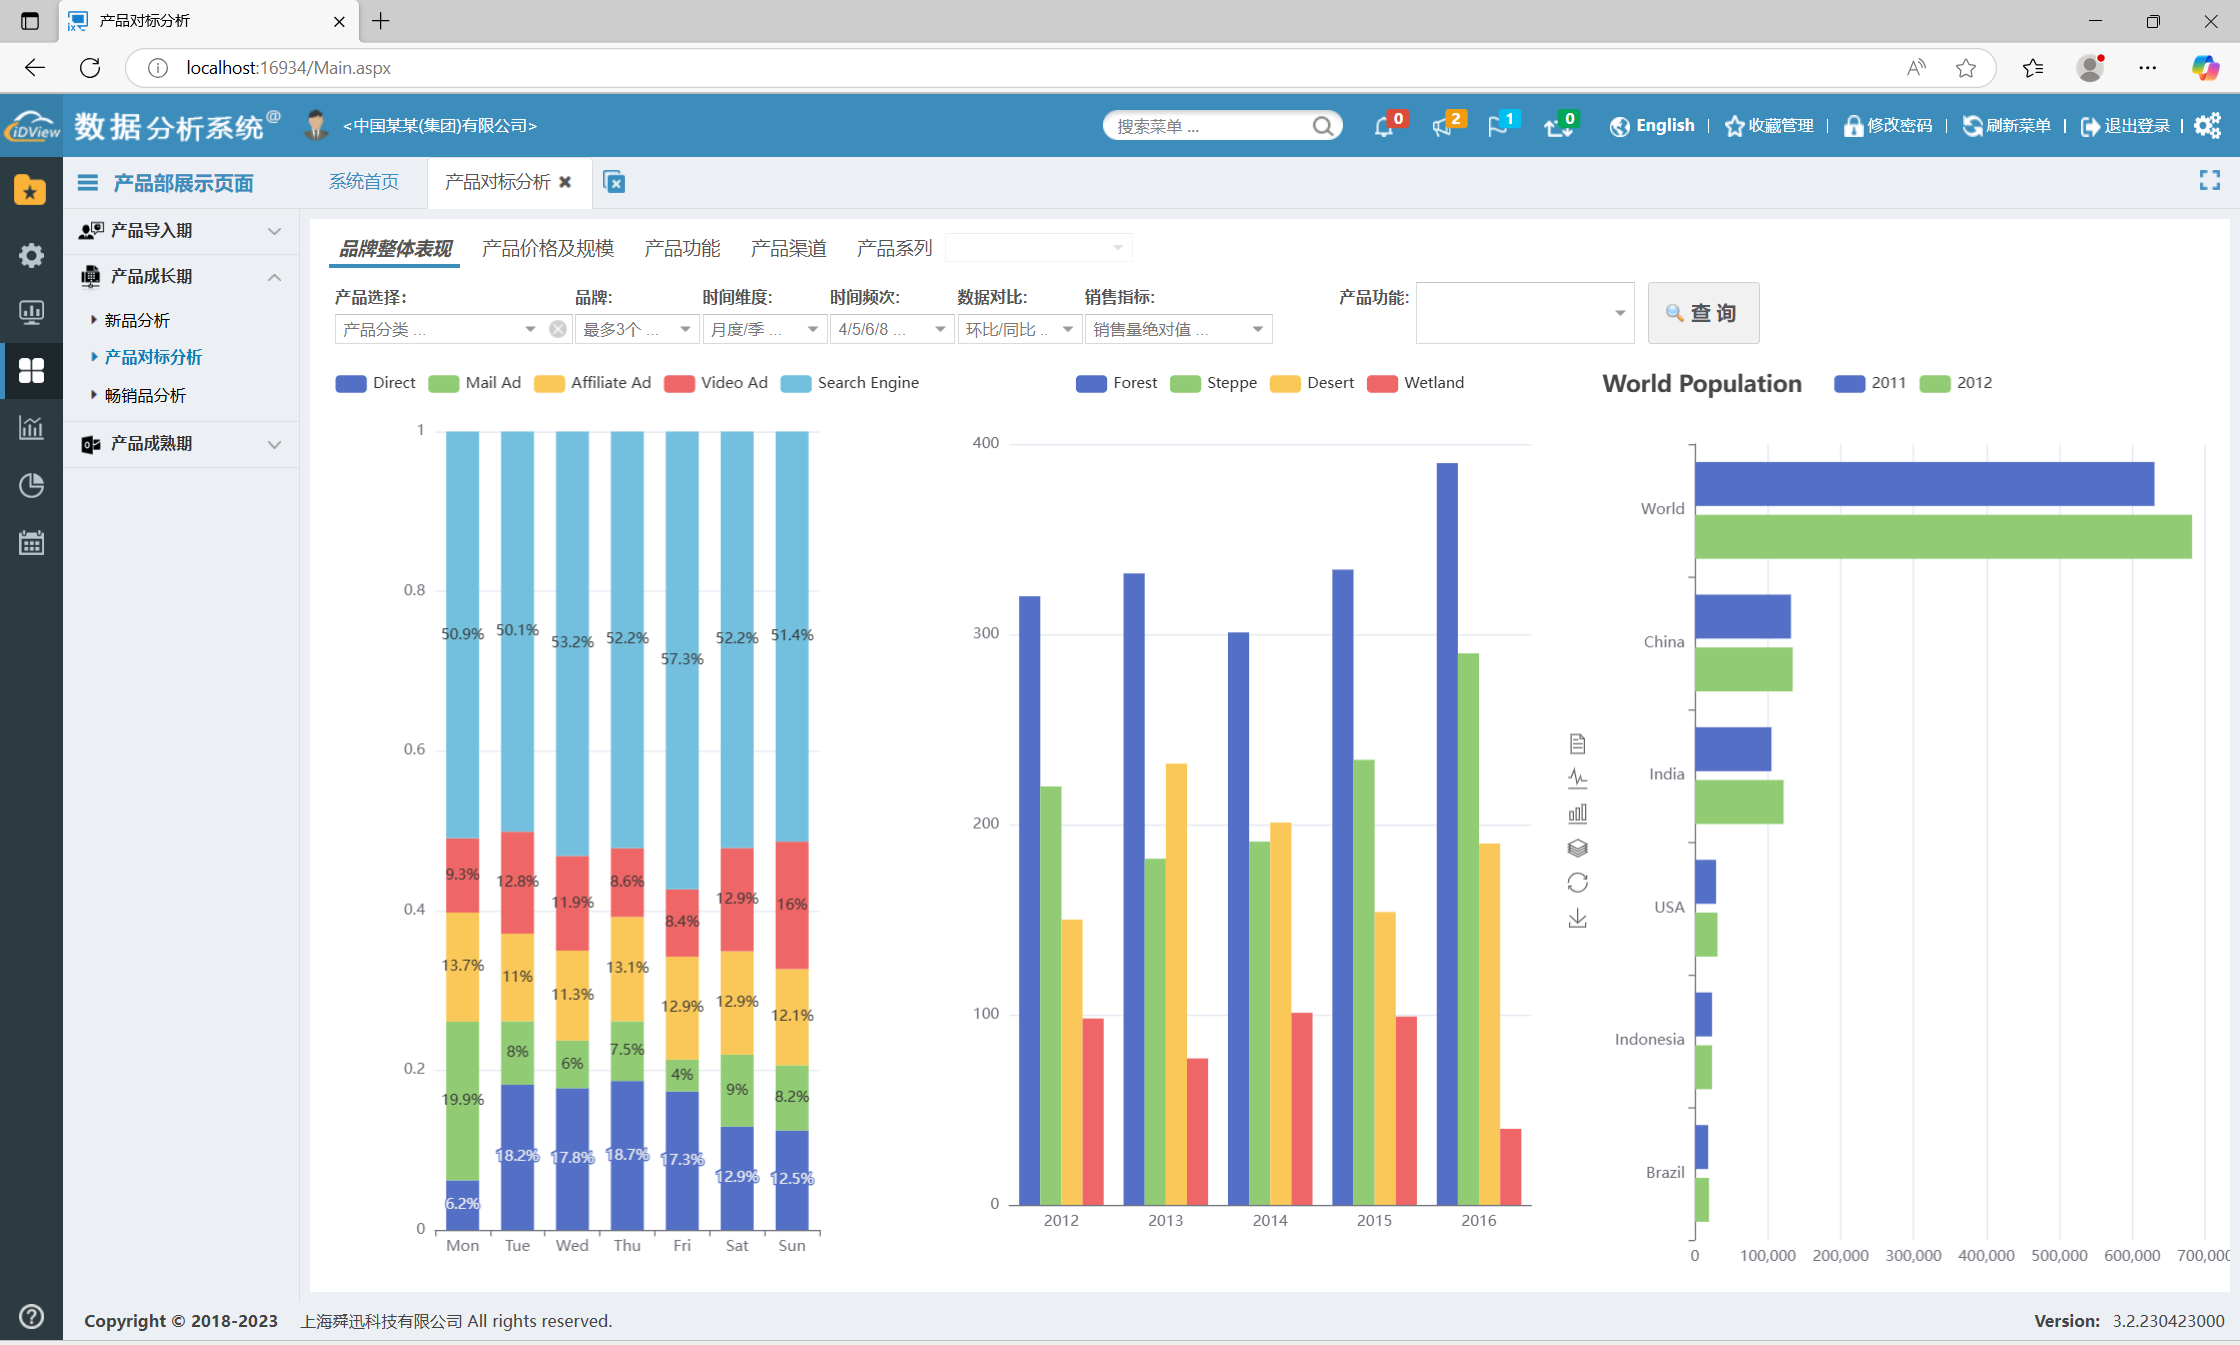 产品对标分析
localhost:16934/Main.aspx
iDView 数据分析系统@ <中国某某(集团)有限公司> 搜索菜单 ... 0 2 1 0 English 收藏管理 修改密码 刷新菜单 退出登录
产品部展示页面 系统首页 产品对标分析
产品导入期
产品成长期
新品分析
产品对标分析
畅销品分析
产品成熟期
品牌整体表现 产品价格及规模 产品功能 产品渠道 产品系列
产品选择: 品牌: 时间维度: 时间频次: 数据对比: 销售指标: 产品功能:
产品分类 ... 最多3个 ... 月度/季 ... 4/5/6/8 ... 环比/同比 .. 销售量绝对值 ... 查 询
Direct Mail Ad Affiliate Ad Video Ad Search Engine
1
0.8
0.6
0.4
0.2
0
50.9% 50.1% 53.2% 52.2% 57.3% 52.2% 51.4%
9.3% 12.8% 11.9% 8.6% 8.4% 12.9% 16%
13.7% 11% 11.3% 13.1% 12.9% 12.9% 12.1%
19.9% 8% 6% 7.5% 4% 9% 8.2%
6.2% 18.2% 17.8% 18.7% 17.3% 12.9% 12.5%
Mon Tue Wed Thu Fri Sat Sun
Forest Steppe Desert Wetland
400
300
200
100
0
2012 2013 2014 2015 2016
World Population 2011 2012
World
China
India
USA
Indonesia
Brazil
0 100,000 200,000 300,000 400,000 500,000 600,000 700,000
Copyright © 2018-2023 上海舜迅科技有限公司 All rights reserved. Version: 3.2.230423000